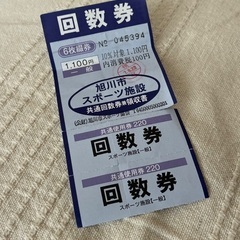 回数券
6枚綴券
№ 045394
1,100円
10%対象 1,100円
一般
内消費税100円
旭川市
スポーツ施設
共通回数券兼領収書
共通使用券 220
回数券
スポーツ施設【一般】
共通使用券 220
回数券
スポーツ施設【一般】